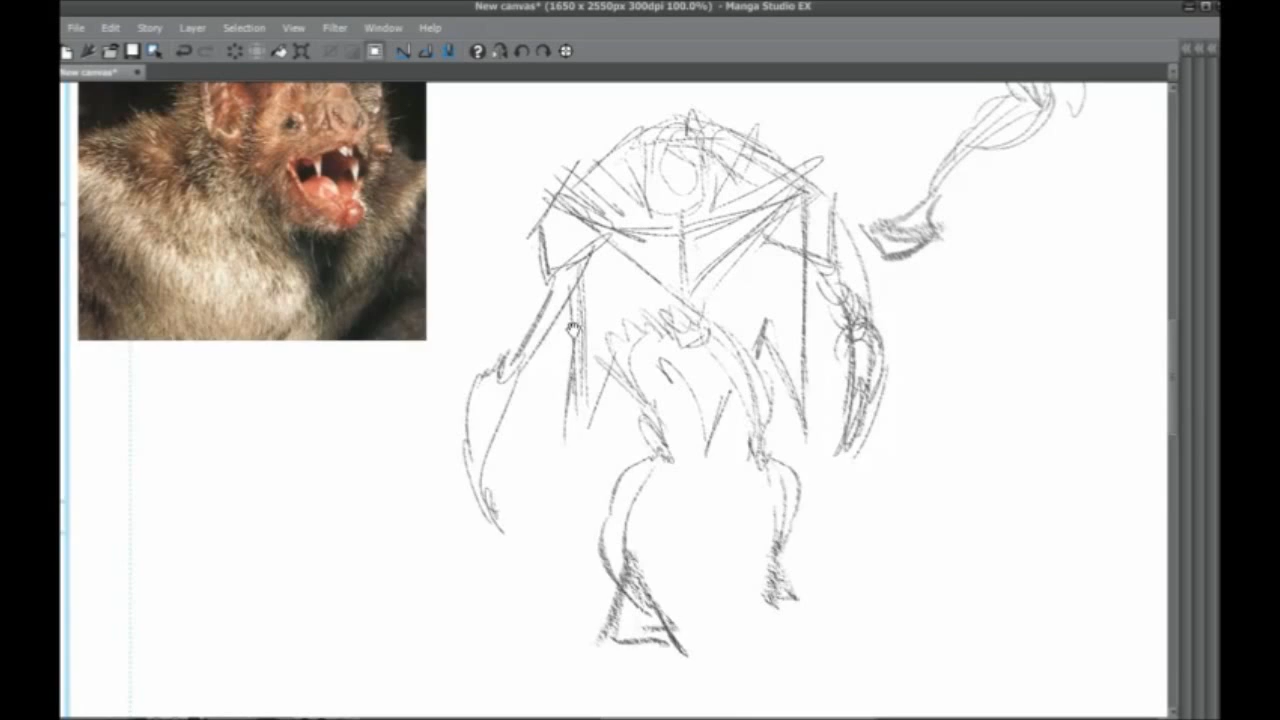 New canvas* (1650 x 2550px 300dpi 100.0%) - Manga Studio EX
File Edit Story Layer Selection View Filter Window Help
New canvas*